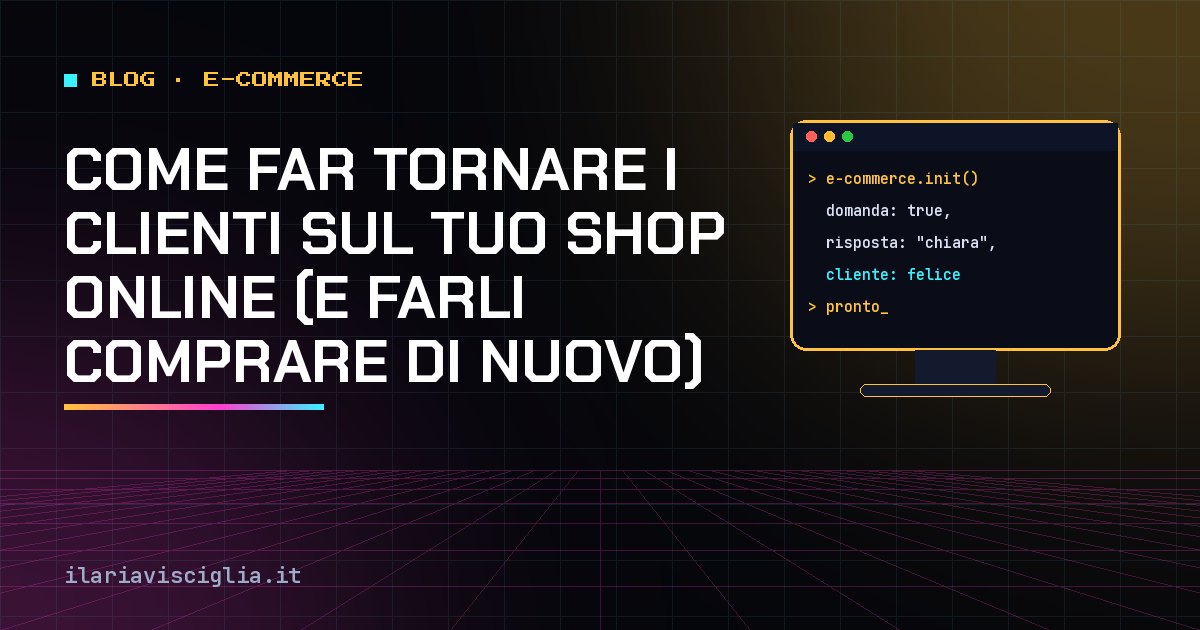 BLOG · E-COMMERCE
COME FAR TORNARE I
CLIENTI SUL TUO SHOP
ONLINE (E FARLI
COMPRARE DI NUOVO)
> e-commerce.init()
domanda: true,
risposta: "chiara",
cliente: felice
> pronto_
ilariavisciglia.it